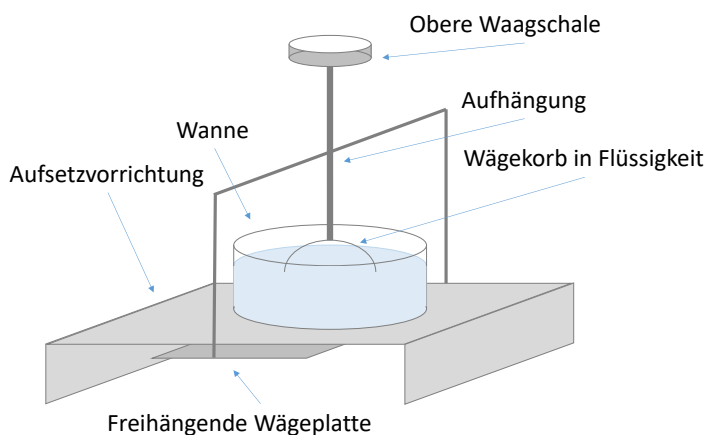 Obere Waagschale
Aufhängung
Wanne
Wägekorb in Flüssigkeit
Aufsetzvorrichtung
Freihängende Wägeplatte